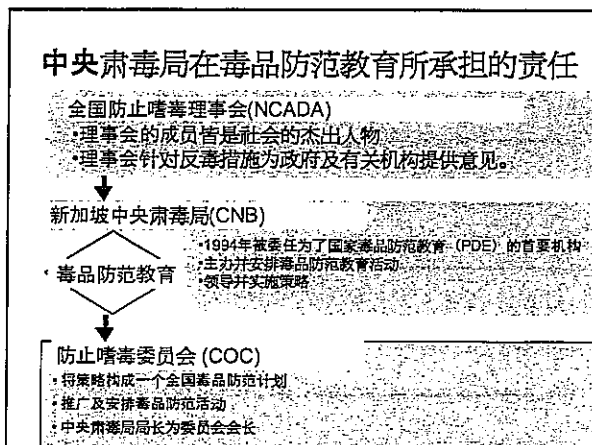 中央肃毒局在毒品防范教育所承担的责任
全国防止嗜毒理事会(NCADA)
•理事会的成员皆是社会的杰出人物
•理事会针对反毒措施为政府及有关机构提供意见。
新加坡中央肃毒局(CNB)
•1994年被委任为了国家毒品防范教育(PDE)的首要机构
•主办并安排毒品防范教育活动
•领导并实施策略
毒品防范教育
防止嗜毒委员会 (COC)
•将策略构成一个全国毒品防范计划
•推广及安排毒品防范活动
•中央肃毒局局长为委员会会长